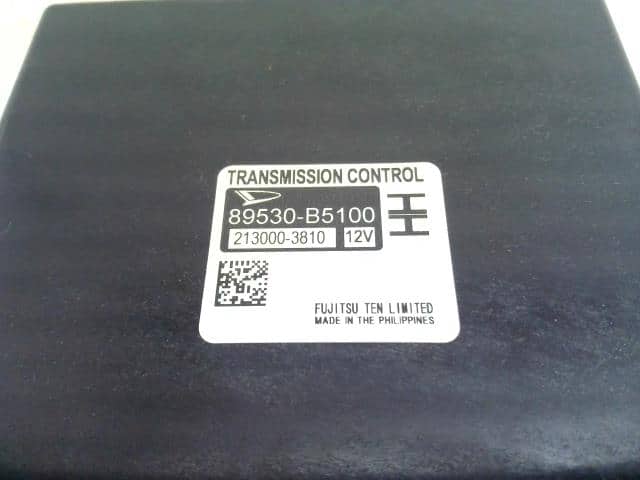 TRANSMISSION CONTROL
89530-B5100
213000-3810 12V
FUJITSU TEN LIMITED
MADE IN THE PHILIPPINES